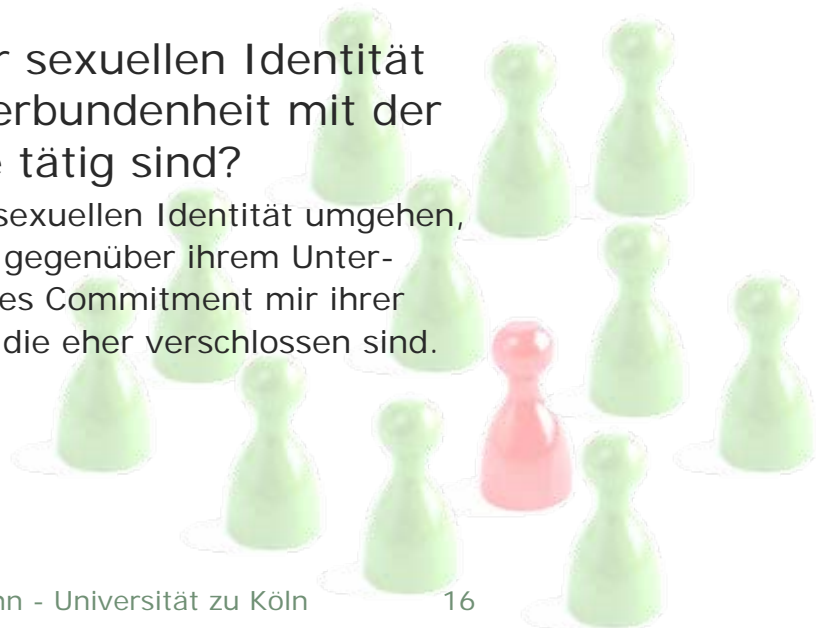 r sexuellen Identität
erbundenheit mit der
tätig sind?
sexuellen Identität umgehen,
gegenüber ihrem Unter-
es Commitment mir ihrer
die eher verschlossen sind.
nn - Universität zu Köln 16